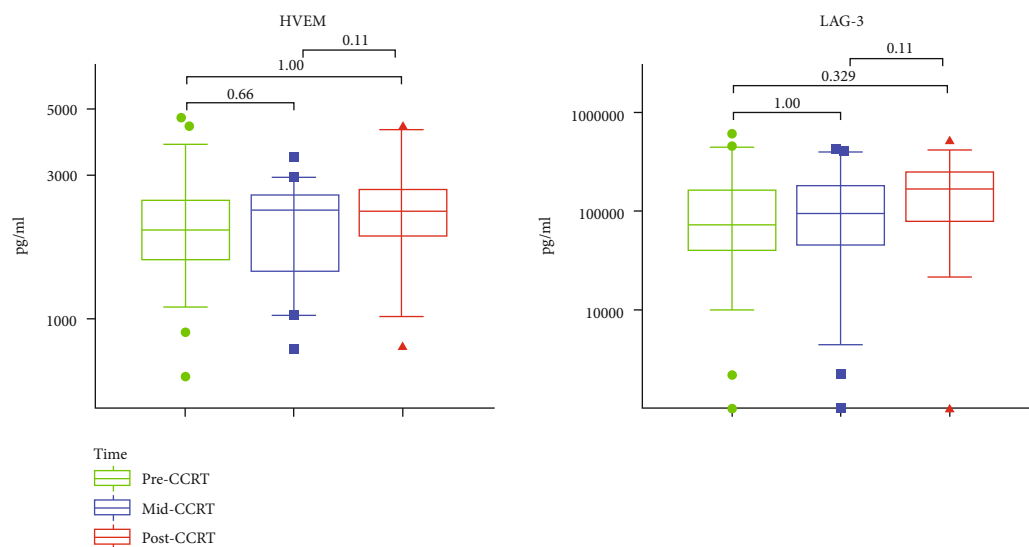 HVEM
0.11
1.00
0.66
5000
3000
1000
pg/ml
LAG-3
0.11
0.329
1.00
1000000
100000
10000
pg/ml
Time
Pre-CCRT
Mid-CCRT
Post-CCRT